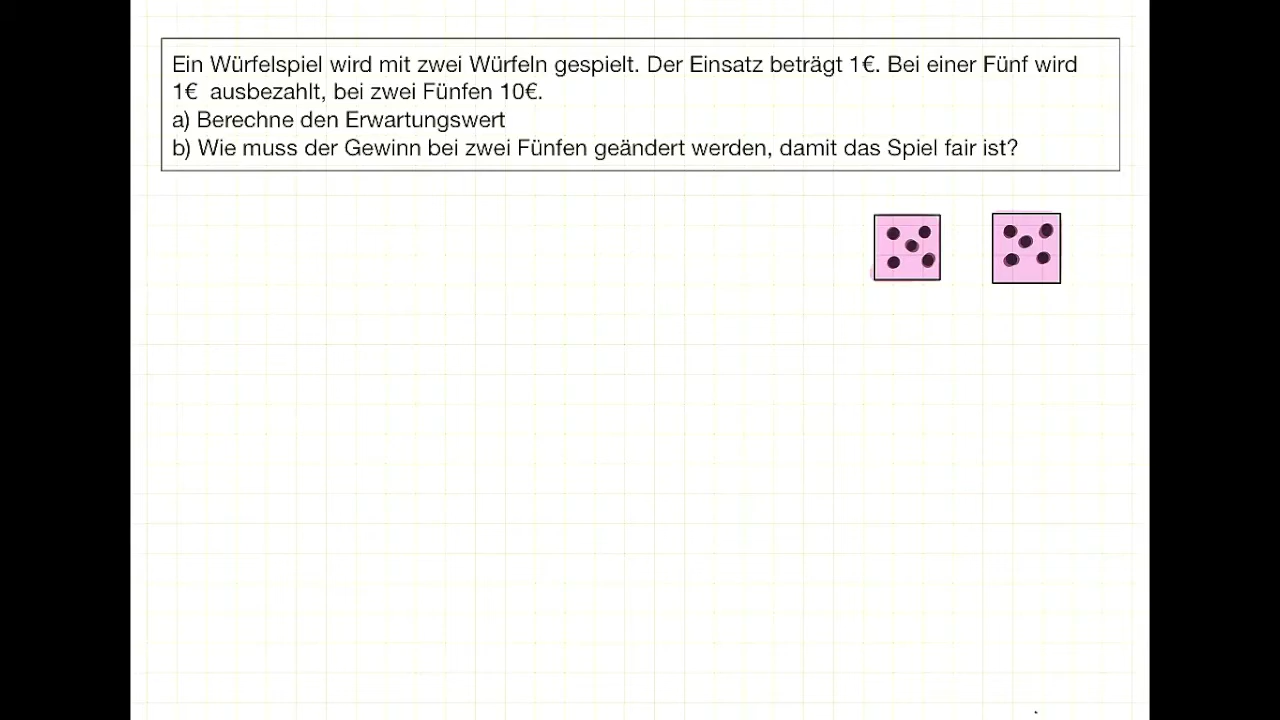 Ein Würfelspiel wird mit zwei Würfeln gespielt. Der Einsatz beträgt 1€. Bei einer Fünf wird
1€ ausbezahlt, bei zwei Fünfen 10€.
a) Berechne den Erwartungswert
b) Wie muss der Gewinn bei zwei Fünfen geändert werden, damit das Spiel fair ist?